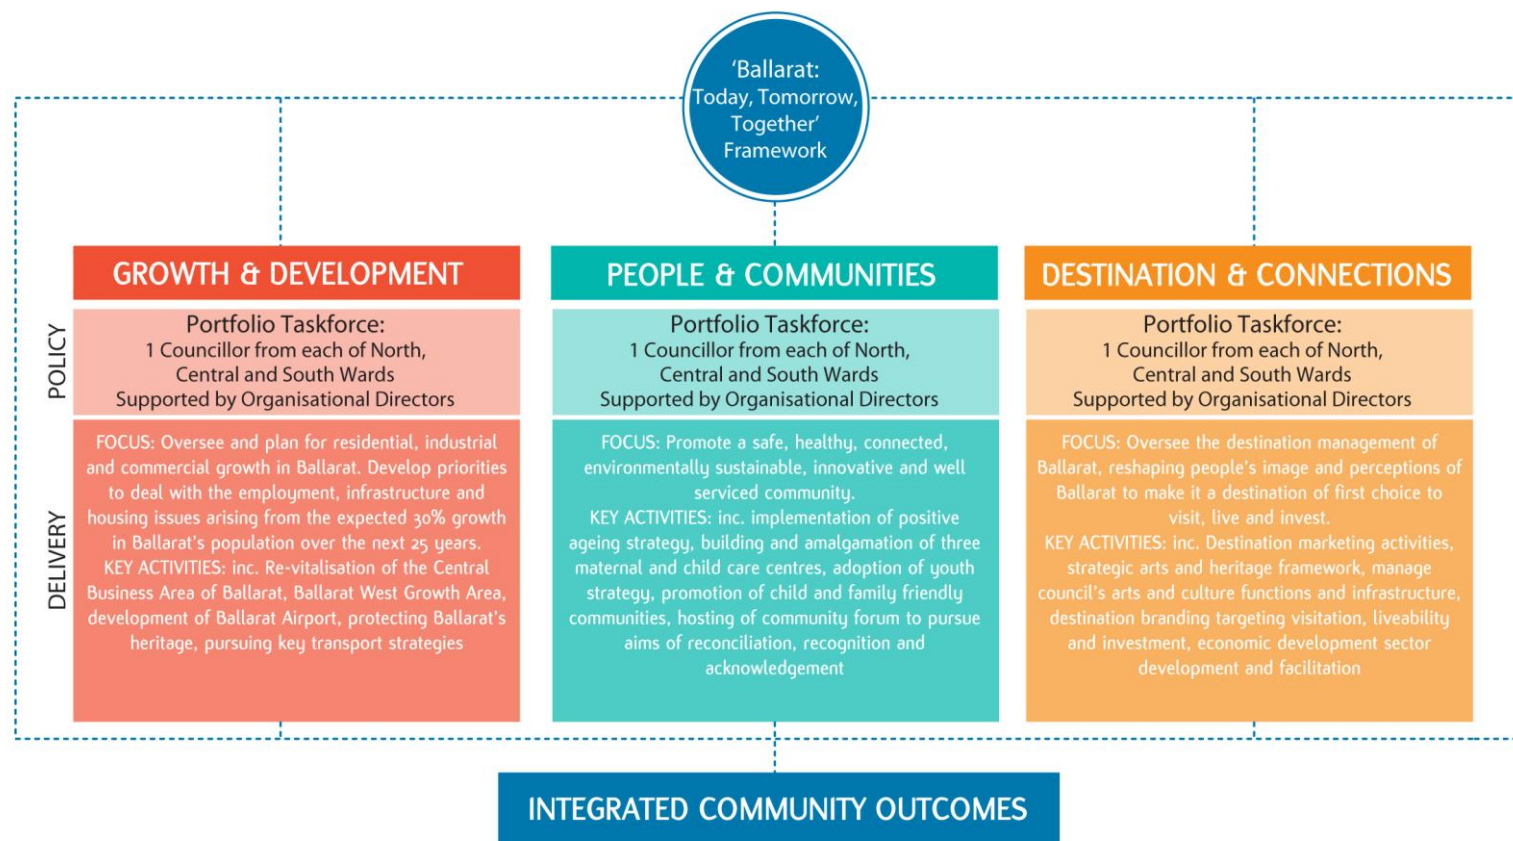 ‘Ballarat:
Today, Tomorrow,
Together’
Framework
GROWTH & DEVELOPMENT
PEOPLE & COMMUNITIES
DESTINATION & CONNECTIONS
POLICY
Portfolio Taskforce:
1 Councillor from each of North,
Central and South Wards
Supported by Organisational Directors
Portfolio Taskforce:
1 Councillor from each of North,
Central and South Wards
Supported by Organisational Directors
Portfolio Taskforce:
1 Councillor from each of North,
Central and South Wards
Supported by Organisational Directors
DELIVERY
FOCUS: Oversee and plan for residential, industrial
and commercial growth in Ballarat. Develop priorities
to deal with the employment, infrastructure and
housing issues arising from the expected 30% growth
in Ballarat’s population over the next 25 years.
KEY ACTIVITIES: inc. Re-vitalisation of the Central
Business Area of Ballarat, Ballarat West Growth Area,
development of Ballarat Airport, protecting Ballarat’s
heritage, pursuing key transport strategies
FOCUS: Promote a safe, healthy, connected,
environmentally sustainable, innovative and well
serviced community.
KEY ACTIVITIES: inc. implementation of positive
ageing strategy, building and amalgamation of three
maternal and child care centres, adoption of youth
strategy, promotion of child and family friendly
communities, hosting of community forum to pursue
aims of reconciliation, recognition and
acknowledgement
FOCUS: Oversee the destination management of
Ballarat, reshaping people’s image and perceptions of
Ballarat to make it a destination of first choice to
visit, live and invest.
KEY ACTIVITIES: inc. Destination marketing activities,
strategic arts and heritage framework, manage
council’s arts and culture functions and infrastructure,
destination branding targeting visitation, liveability
and investment, economic development sector
development and facilitation
INTEGRATED COMMUNITY OUTCOMES